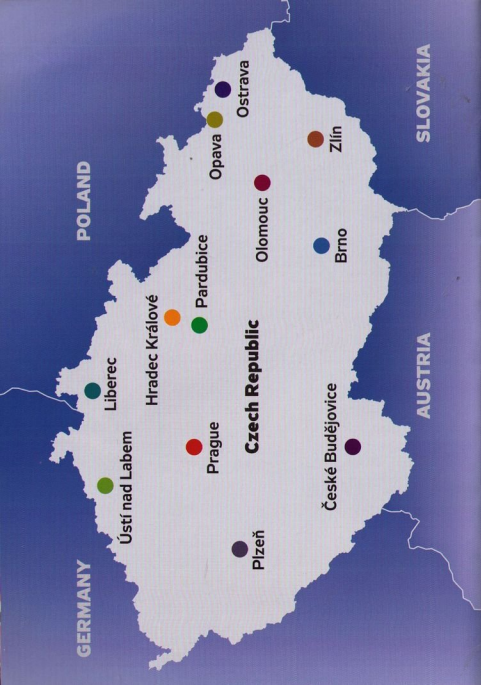 POLAND
GERMANY
Liberec
Ústí nad Labem
Hradec Králové
Pardubice
Prague
Opava
Ostrava
Czech Republic
Olomouc
Plzeň
Zlín
Brno
České Budějovice
SLOVAKIA
AUSTRIA